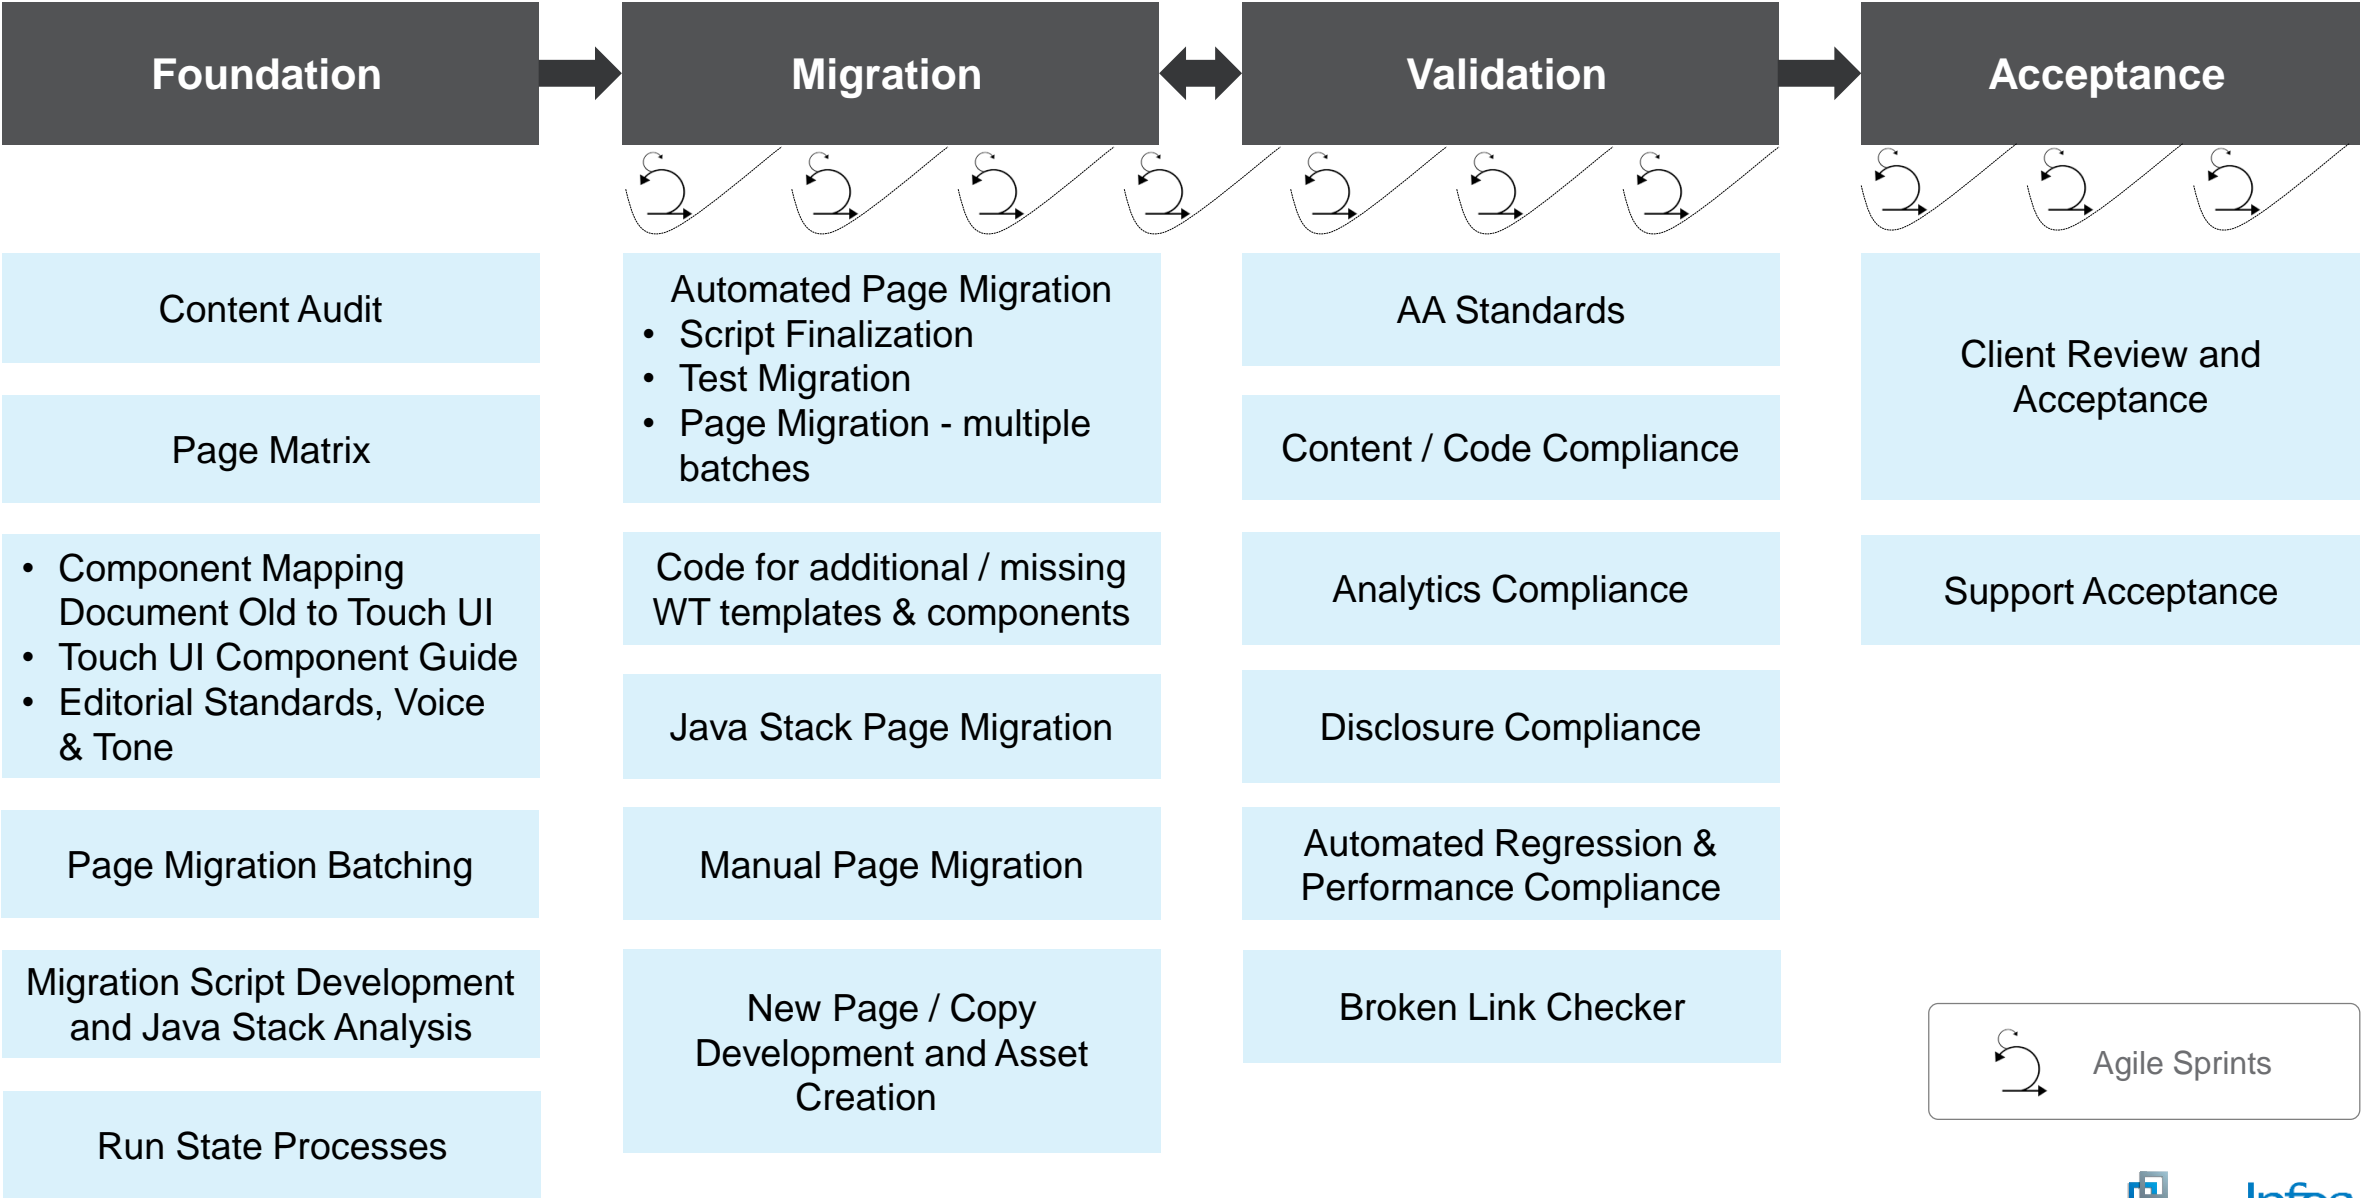 Foundation
Migration
Validation
Acceptance
Content Audit
Page Matrix
• Component Mapping
Document Old to Touch UI
• Touch UI Component Guide
• Editorial Standards, Voice
& Tone
Page Migration Batching
Migration Script Development
and Java Stack Analysis
Run State Processes
Automated Page Migration
• Script Finalization
• Test Migration
• Page Migration - multiple
batches
Code for additional / missing
WT templates & components
Java Stack Page Migration
Manual Page Migration
New Page / Copy
Development and Asset
Creation
AA Standards
Content / Code Compliance
Analytics Compliance
Disclosure Compliance
Automated Regression &
Performance Compliance
Broken Link Checker
Client Review and
Acceptance
Support Acceptance
Agile Sprints